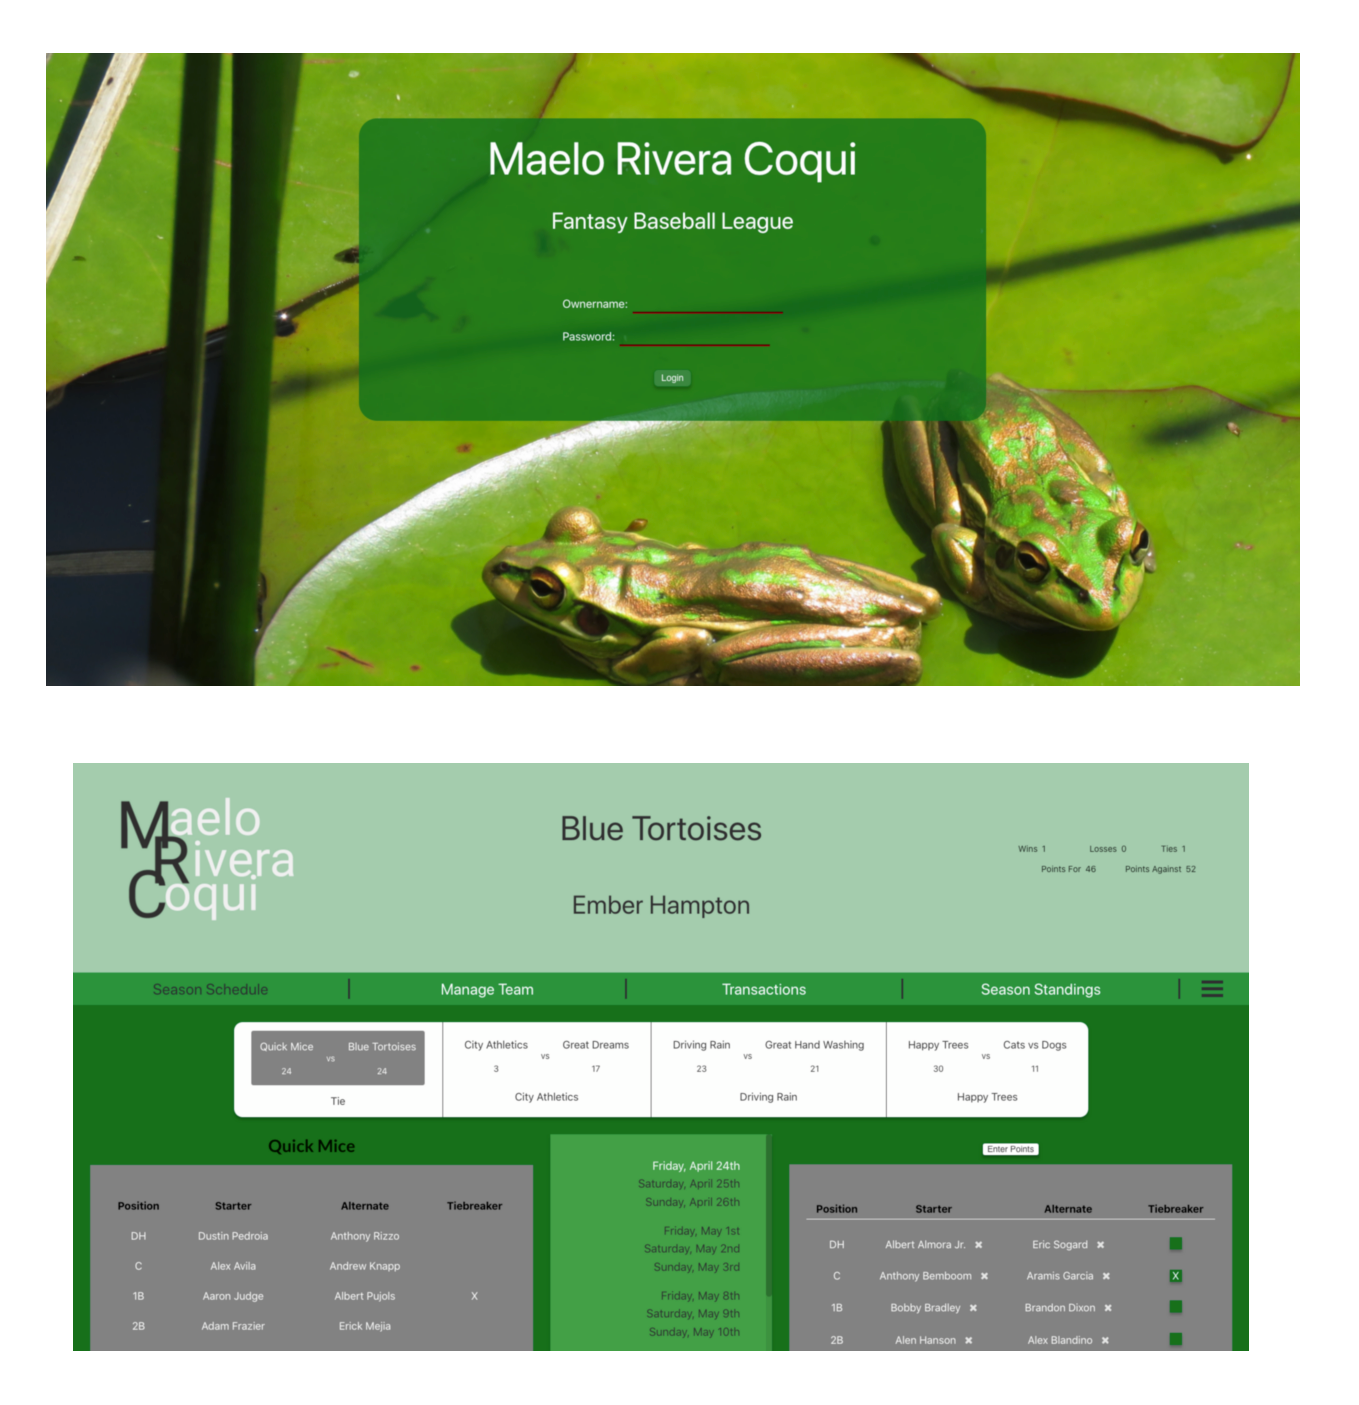 Maelo Rivera Coqui
Fantasy Baseball League
Ownername:
Password:
Login
Maelo
Rivera
Coqui
Blue Tortoises
Ember Hampton
Wins 1 Losses 0 Ties 1
Points For 46 Points Against 52
Season Schedule | Manage Team | Transactions | Season Standings |
Quick Mice vs Blue Tortoises
24 24
Tie
City Athletics vs Great Dreams
3 17
City Athletics
Driving Rain vs Great Hand Washing
23 21
Driving Rain
Happy Trees vs Cats vs Dogs
30 11
Happy Trees
Quick Mice
Position Starter Alternate Tiebreaker
DH Dustin Pedroia Anthony Rizzo
C Alex Avila Andrew Knapp
1B Aaron Judge Albert Pujols X
2B Adam Frazier Erick Mejia
Friday, April 24th
Saturday, April 25th
Sunday, April 26th
Friday, May 1st
Saturday, May 2nd
Sunday, May 3rd
Friday, May 8th
Saturday, May 9th
Sunday, May 10th
Enter Points
Position Starter Alternate Tiebreaker
DH Albert Almora Jr. ✖ Eric Sogard ✖
C Anthony Bemboom ✖ Aramis Garcia ✖ X
1B Bobby Bradley ✖ Brandon Dixon ✖
2B Alen Hanson ✖ Alex Blandino ✖